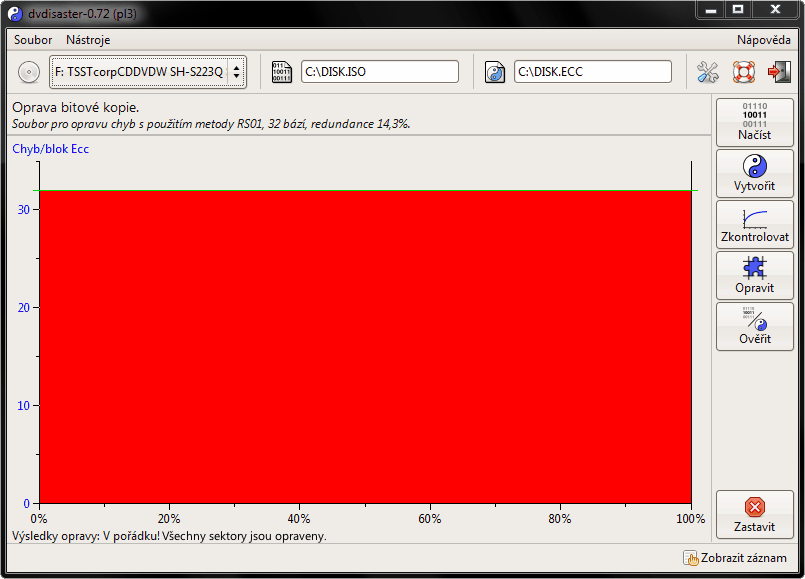 dvdisaster-0.72 (pl3)
Soubor Nástroje Nápověda
F: TSSTcorpCDDVDW SH-S223Q
C:\DISK.ISO
C:\DISK.ECC
Oprava bitové kopie.
Soubor pro opravu chyb s použitím metody RS01, 32 bází, redundance 14,3%.
Chyb/blok Ecc
30
20
10
0
0% 20% 40% 60% 80% 100%
Výsledky opravy: V pořádku! Všechny sektory jsou opraveny.
01110
10011
00111
Načíst
Vytvořit
Zkontrolovat
Opravit
Ověřit
Zastavit
Zobrazit záznam